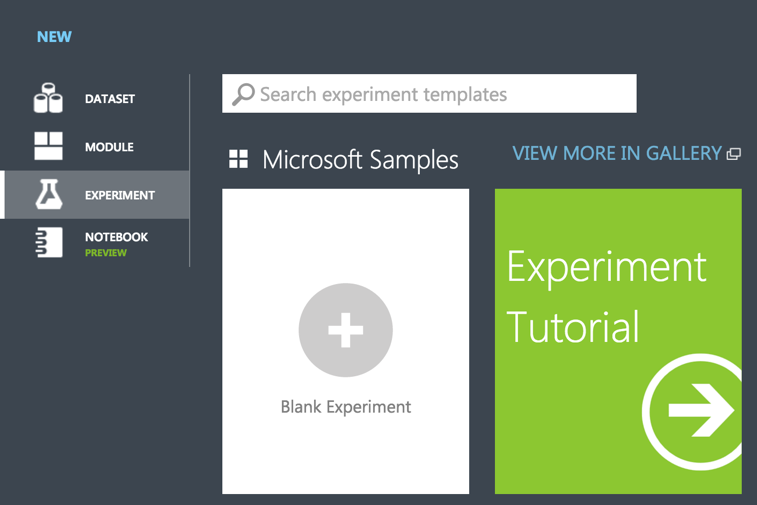 NEW
DATASET
MODULE
EXPERIMENT
NOTEBOOK
PREVIEW
Search experiment templates
Microsoft Samples
VIEW MORE IN GALLERY
Blank Experiment
Experiment
Tutorial